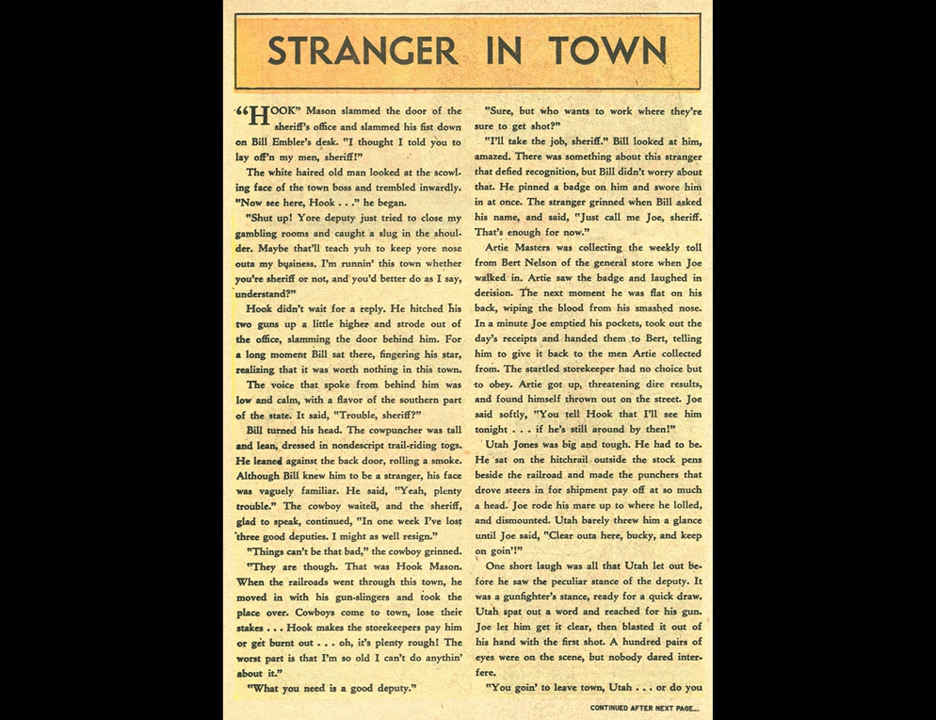 STRANGER IN TOWN
"HOOK" Mason slammed the door of the
sheriff's office and slammed his fist down
on Bill Embler's desk. "I thought I told you to
lay off'n my men, sheriff!"
The white haired old man looked at the scowl-
ing face of the town boss and trembled inwardly.
"Now see here, Hook . . ." he began.
"Shut up! Yore deputy just tried to close my
gambling rooms and caught a slug in the shoul-
der. Maybe that'll teach yuh to keep yore nose
outa my business. I'm runnin' this town whether
you're sheriff or not, and you'd better do as I say,
understand?"
Hook didn't wait for a reply. He hitched his
two guns up a little higher and strode out of
the office, slamming the door behind him. For
a long moment Bill sat there, fingering his star,
realizing that it was worth nothing in this town.
The voice that spoke from behind him was
low and calm, with a flavor of the southern part
of the state. It said, "Trouble, sheriff?"
Bill turned his head. The cowpuncher was tall
and lean, dressed in nondescript trail-riding togs.
He leaned against the back door, rolling a smoke.
Although Bill knew him to be a stranger, his face
was vaguely familiar. He said, "Yeah, plenty
trouble." The cowboy waited, and the sheriff,
glad to speak, continued, "In one week I've lost
three good deputies. I might as well resign."
"Things can't be that bad," the cowboy grinned.
"They are though. That was Hook Mason.
When the railroads went through this town, he
moved in with his gun-slingers and took the
place over. Cowboys come to town, lose their
stakes . . . Hook makes the storekeepers pay him
or get burnt out . . . oh, it's plenty rough! The
worst part is that I'm so old I can't do anythin'
about it."
"What you need is a good deputy."
"Sure, but who wants to work where they're
sure to get shot?"
"I'll take the job, sheriff." Bill looked at him,
amazed. There was something about this stranger
that defied recognition, but Bill didn't worry about
that. He pinned a badge on him and swore him
in at once. The stranger grinned when Bill asked
his name, and said, "Just call me Joe, sheriff.
That's enough for now."
Artie Masters was collecting the weekly toll
from Bert Nelson of the general store when Joe
walked in. Artie saw the badge and laughed in
derision. The next moment he was flat on his
back, wiping the blood from his smashed nose.
In a minute Joe emptied his pockets, took out the
day's receipts and handed them to Bert, telling
him to give it back to the men Artie collected
from. The startled storekeeper had no choice but
to obey. Artie got up, threatening dire results,
and found himself thrown out on the street. Joe
said softly, "You tell Hook that I'll see him
tonight . . . if he's still around by then!"
Utah Jones was big and tough. He had to be.
He sat on the hitchrail outside the stock pens
beside the railroad and made the punchers that
drove steers in for shipment pay off at so much
a head. Joe rode his mare up to where he lolled,
and dismounted. Utah barely threw him a glance
until Joe said, "Clear outa here, bucky, and keep
on goin'!"
One short laugh was all that Utah let out be-
fore he saw the peculiar stance of the deputy. It
was a gunfighter's stance, ready for a quick draw.
Utah spat out a word and reached for his gun.
Joe let him get it clear, then blasted it out of
his hand with the first shot. A hundred pairs of
eyes were on the scene, but nobody dared inter-
fere.
"You goin' to leave town, Utah . . . or do you
CONTINUED AFTER NEXT PAGE...